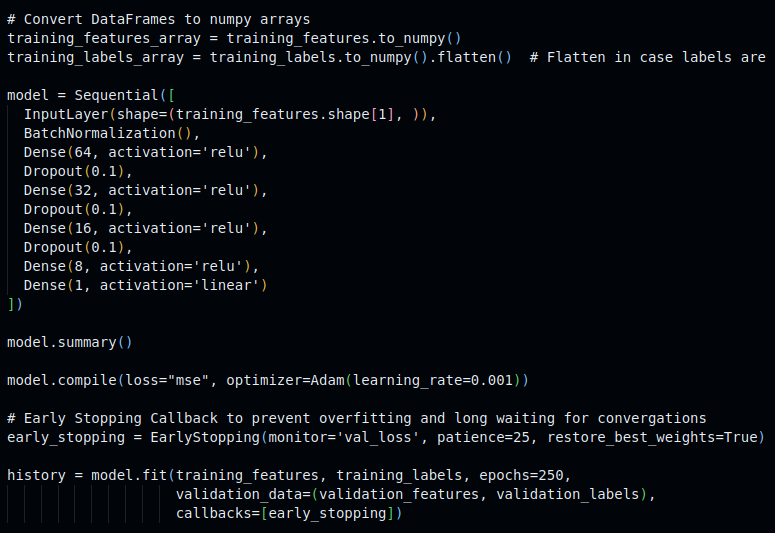 # Convert DataFrames to numpy arrays
training_features_array = training_features.to_numpy()
training_labels_array = training_labels.to_numpy().flatten()  # Flatten in case labels are
model = Sequential([
  InputLayer(shape=(training_features.shape[1], )),
  BatchNormalization(),
  Dense(64, activation='relu'),
  Dropout(0.1),
  Dense(32, activation='relu'),
  Dropout(0.1),
  Dense(16, activation='relu'),
  Dropout(0.1),
  Dense(8, activation='relu'),
  Dense(1, activation='linear')
])
model.summary()
model.compile(loss="mse", optimizer=Adam(learning_rate=0.001))
# Early Stopping Callback to prevent overfitting and long waiting for convergations
early_stopping = EarlyStopping(monitor='val_loss', patience=25, restore_best_weights=True)
history = model.fit(training_features, training_labels, epochs=250,
                    validation_data=(validation_features, validation_labels),
                    callbacks=[early_stopping])